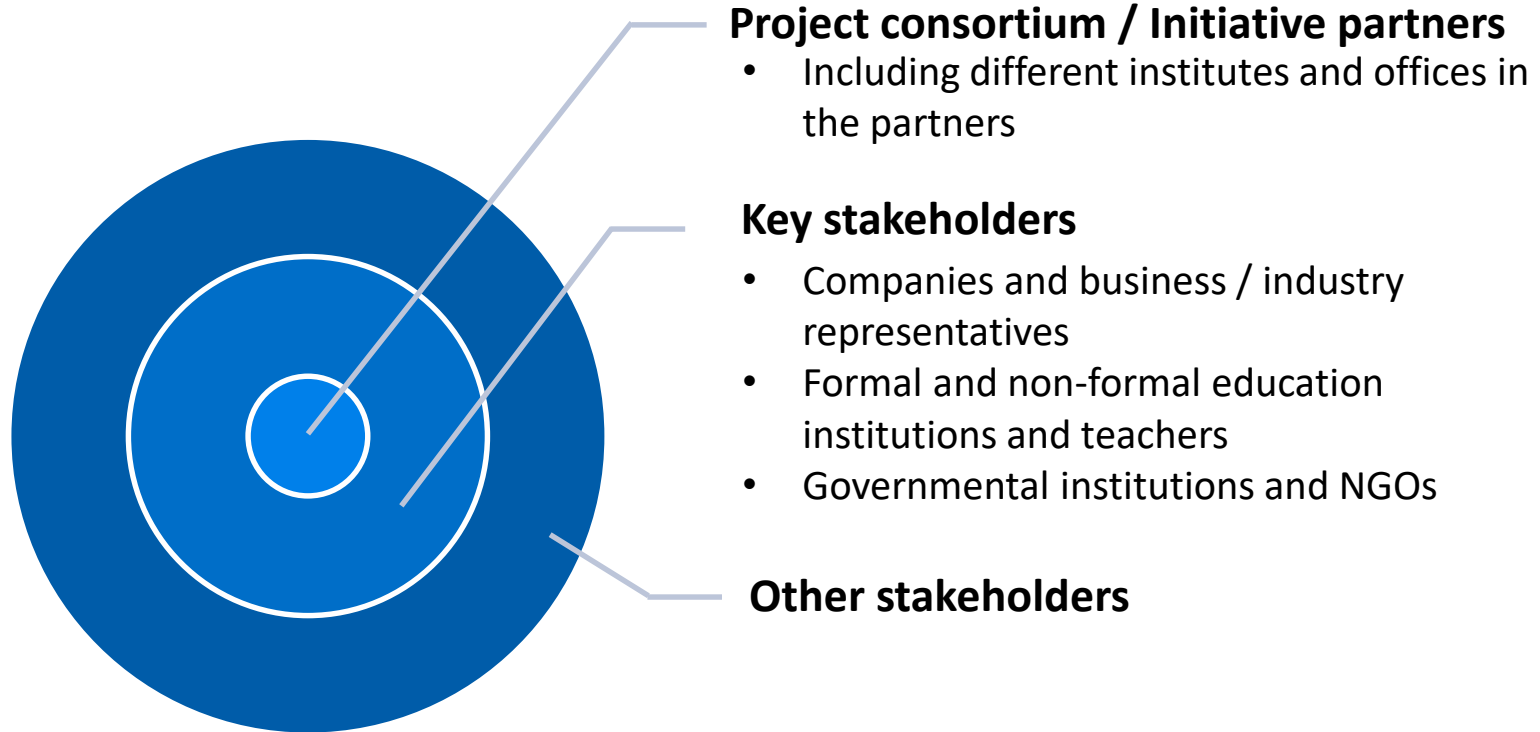 Project consortium / Initiative partners
• Including different institutes and offices in
the partners
Key stakeholders
• Companies and business / industry
representatives
• Formal and non-formal education
institutions and teachers
• Governmental institutions and NGOs
Other stakeholders